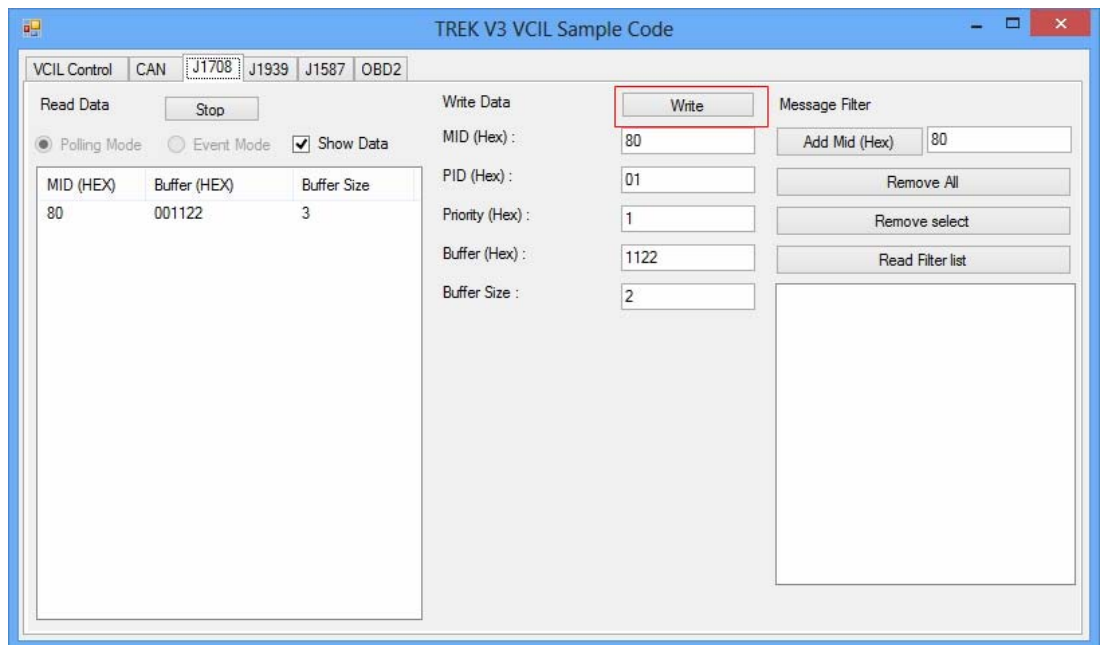 TREK V3 VCIL Sample Code
VCIL Control CAN J1708 J1939 J1587 OBD2
Read Data Stop
Polling Mode Event Mode Show Data
MID (HEX) Buffer (HEX) Buffer Size
80 001122 3
Write Data Write
MID (Hex) : 80
PID (Hex) : 01
Priority (Hex) : 1
Buffer (Hex) : 1122
Buffer Size : 2
Message Filter
Add Mid (Hex) 80
Remove All
Remove select
Read Filter list